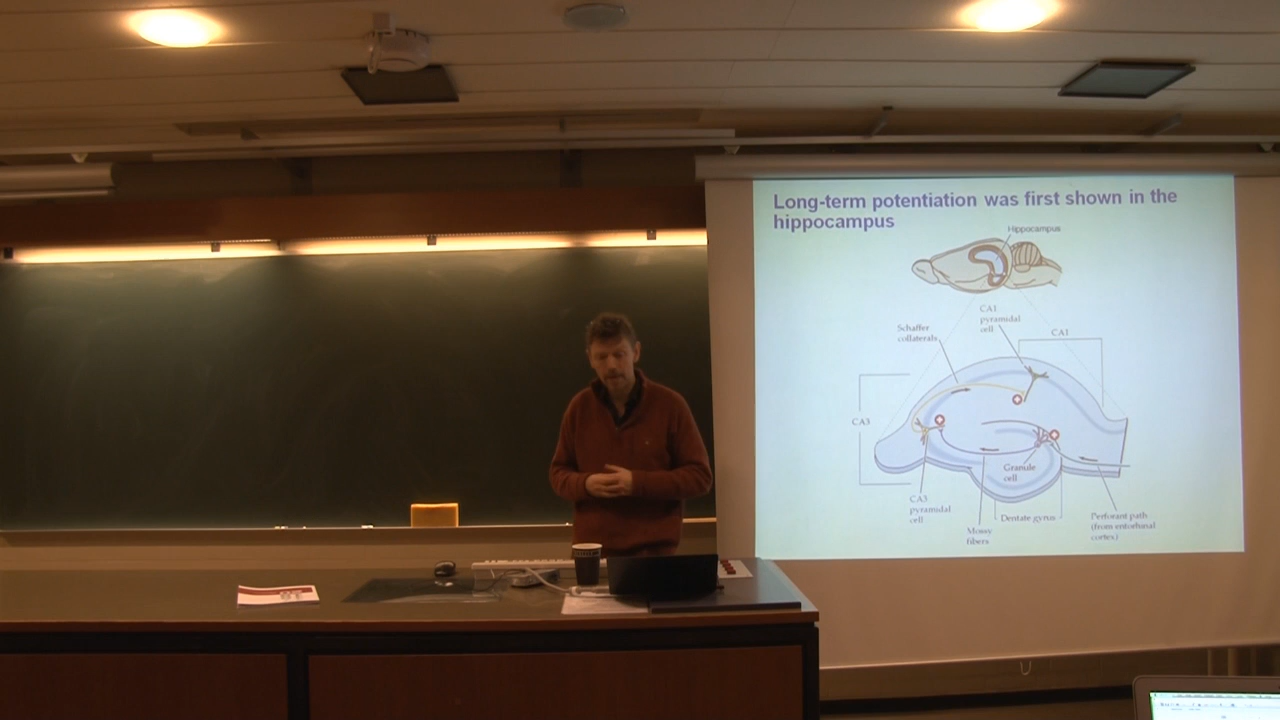 Long-term potentiation was first shown in the
hippocampus
Hippocampus
CA1
pyramidal
cell
Schaffer
collaterals
CA1
CA3
Granule
cell
CA3
pyramidal
cell
Mossy
fibers
Dentate gyrus
Perforant path
(from entorhinal
cortex)